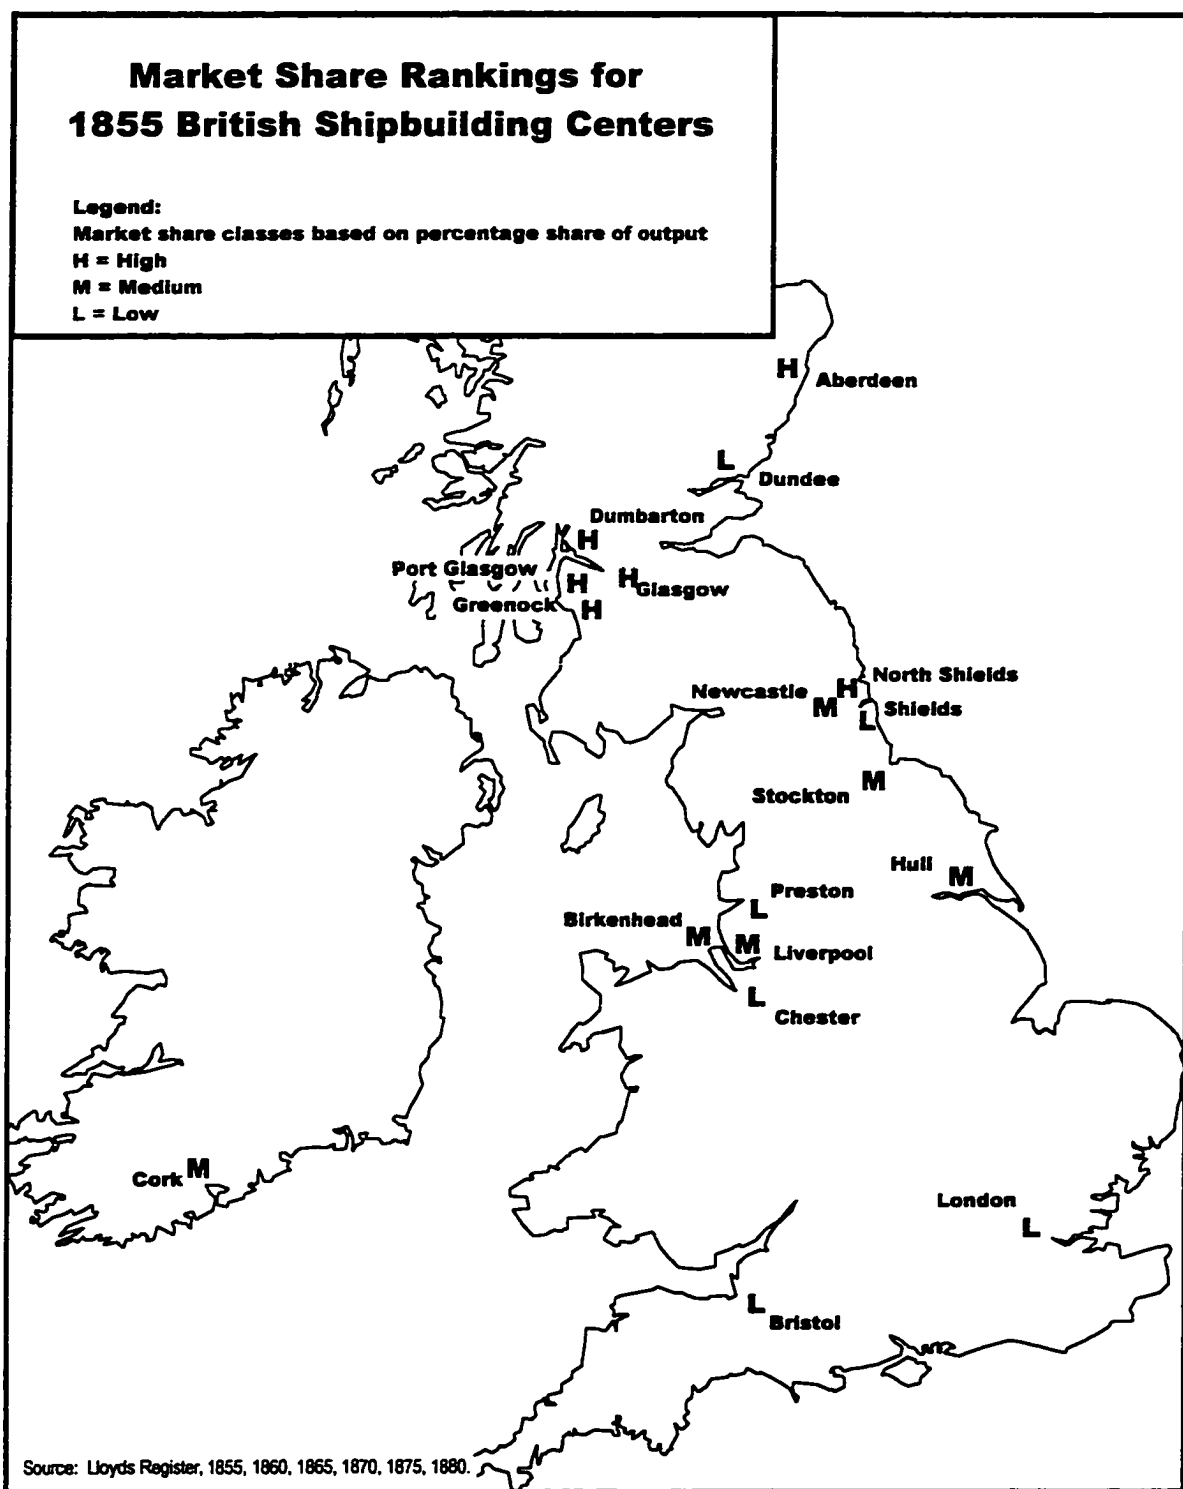 Market Share Rankings for
1855 British Shipbuilding Centers
Legend:
Market share classes based on percentage share of output
H = High
M = Medium
L = Low
H
Aberdeen
L
Dundee
Dumbarton
H
Port Glasgow
H
H
Glasgow
Greenock
H
North Shields
Newcastle
H
M
Shields
L
M
Stockton
Hull
M
Preston
L
Birkenhead
M
M
Liverpool
L
Chester
Cork
M
London
L
L
Bristol
Source: Lloyds Register, 1855, 1860, 1865, 1870, 1875, 1880.